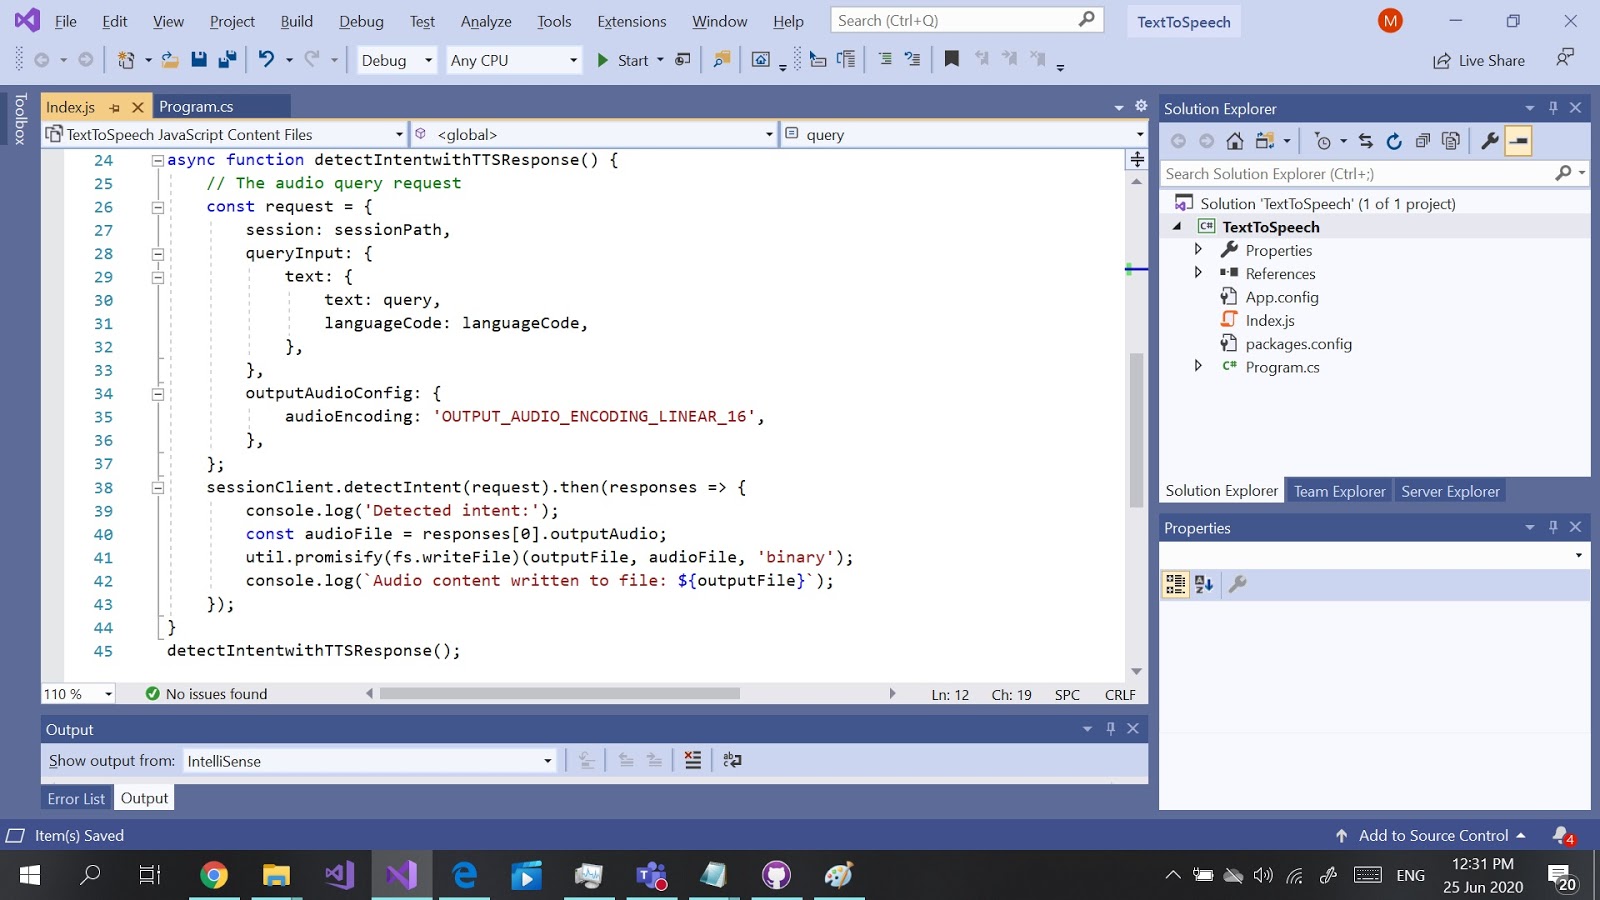 File Edit View Project Build Debug Test Analyze Tools Extensions Window Help Search (Ctrl+Q) TextToSpeech M
Debug Any CPU Start Live Share
Toolbox
Index.js Program.cs
TextToSpeech JavaScript Content Files <global> query
24 async function detectIntentwithTTSResponse() {
25 // The audio query request
26 const request = {
27 session: sessionPath,
28 queryInput: {
29 text: {
30 text: query,
31 languageCode: languageCode,
32 },
33 },
34 outputAudioConfig: {
35 audioEncoding: 'OUTPUT_AUDIO_ENCODING_LINEAR_16',
36 },
37 };
38 sessionClient.detectIntent(request).then(responses => {
39 console.log('Detected intent:');
40 const audioFile = responses[0].outputAudio;
41 util.promisify(fs.writeFile)(outputFile, audioFile, 'binary');
42 console.log(`Audio content written to file: ${outputFile}`);
43 });
44 }
45 detectIntentwithTTSResponse();
110 % No issues found Ln: 12 Ch: 19 SPC CRLF
Output
Show output from: IntelliSense
Error List Output
Solution Explorer
Search Solution Explorer (Ctrl+;)
Solution 'TextToSpeech' (1 of 1 project)
C# TextToSpeech
Properties
References
App.config
Index.js
packages.config
C# Program.cs
Solution Explorer Team Explorer Server Explorer
Properties
Item(s) Saved Add to Source Control 4
ENG 12:31 PM
25 Jun 2020 20